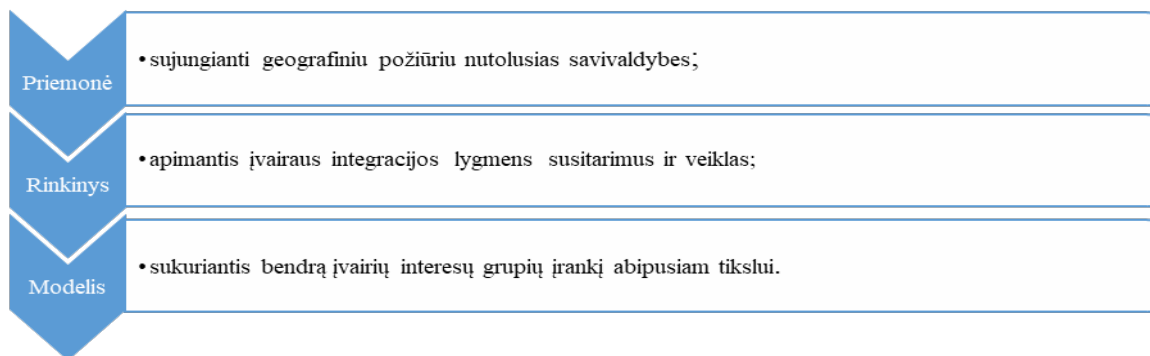 Priemonė
• sujungianti geografiniu požiūriu nutolusias savivaldybes;
Rinkinys
• apimantis įvairaus integracijos lygmens susitarimus ir veiklas;
Modelis
• sukuriantis bendrą įvairių interesų grupių įrankį abipusiam tikslui.